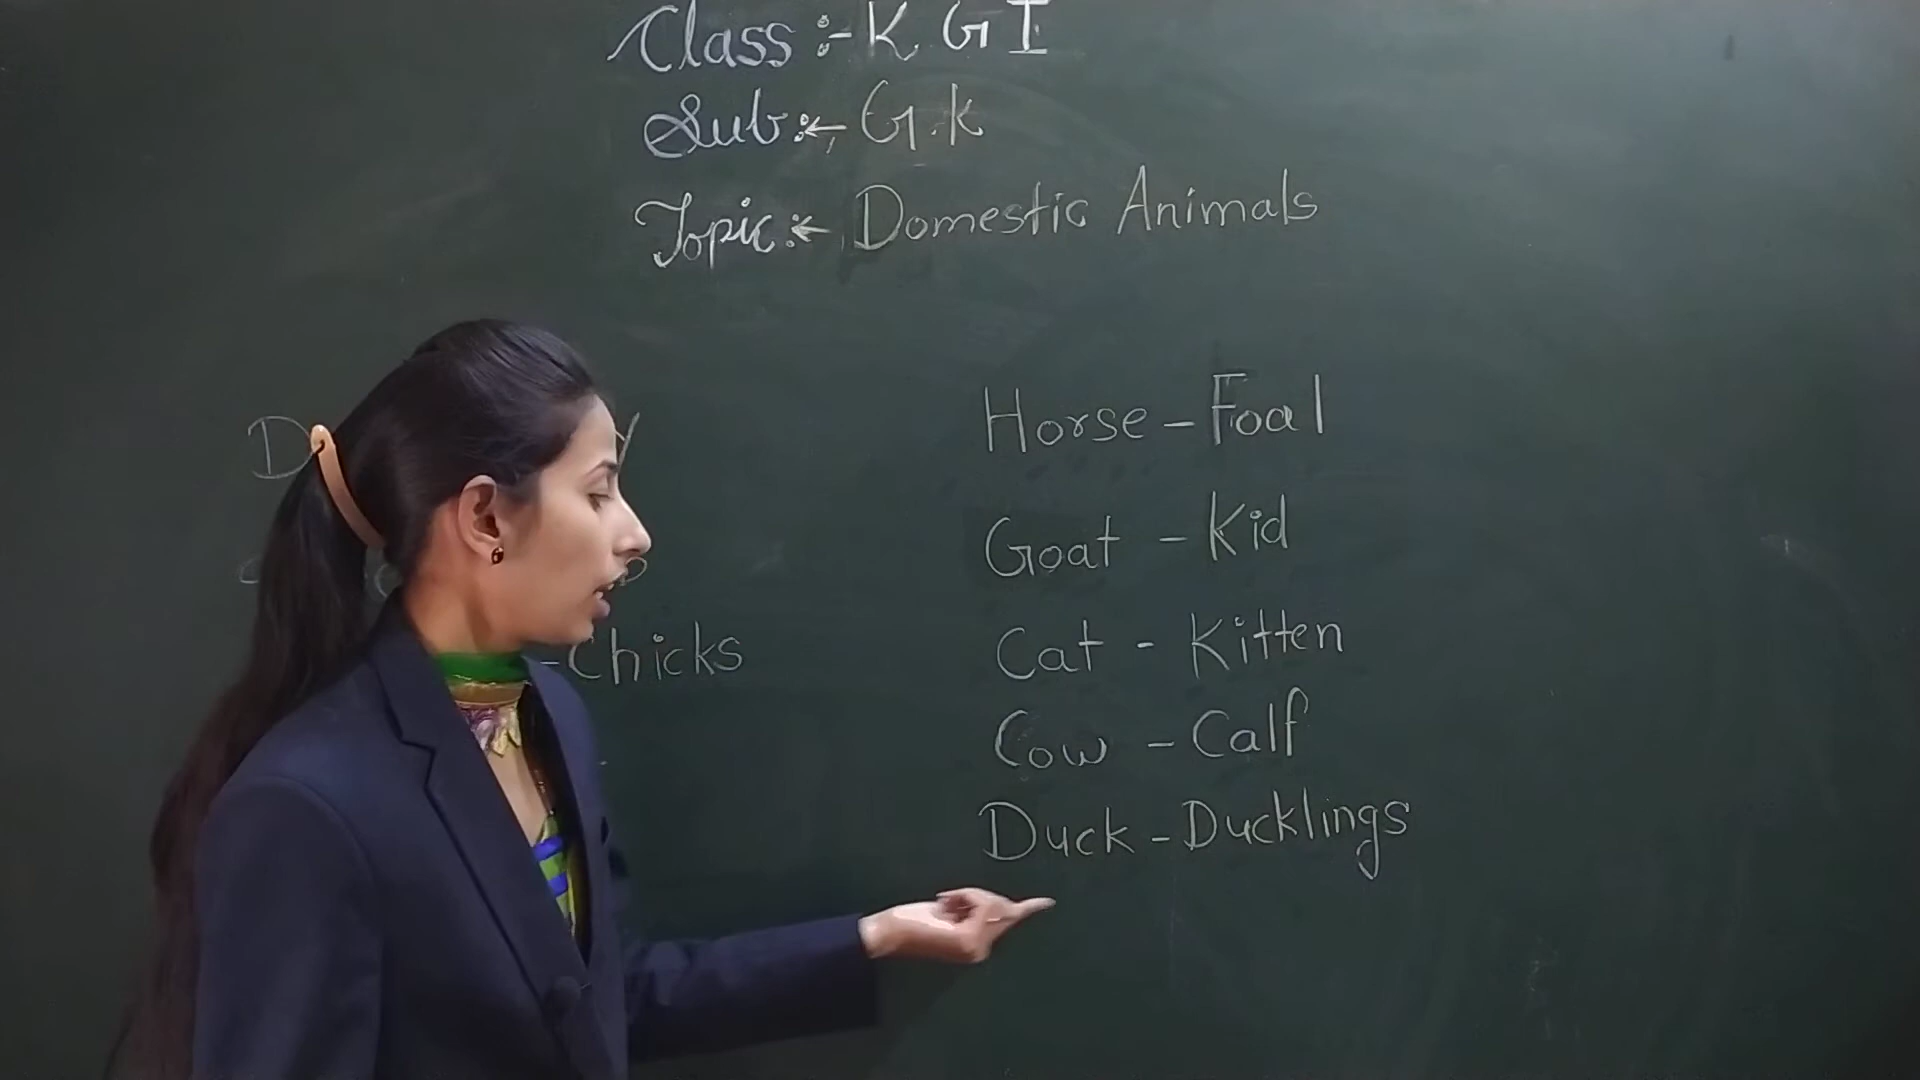 Class :- K. G I
Sub :- G.K
Topic :- Domestic Animals
-Chicks
Horse - Foal
Goat - Kid
Cat - Kitten
Cow - Calf
Duck - Ducklings